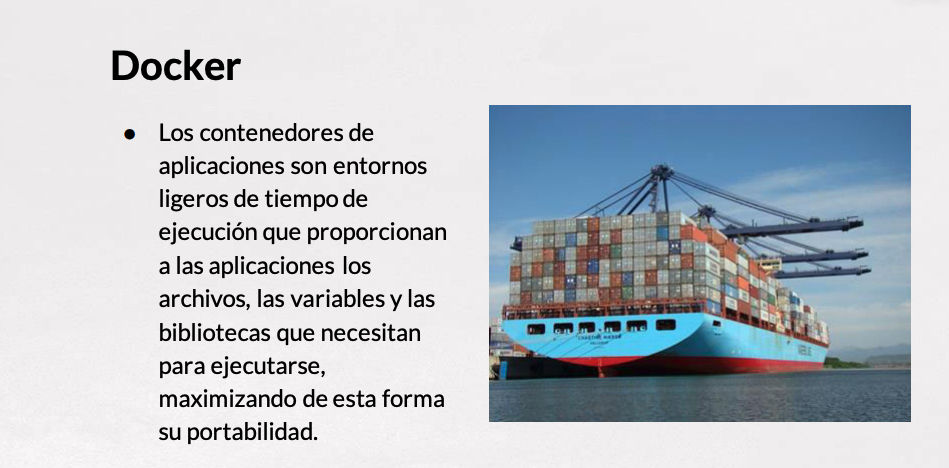 Docker
● Los contenedores de
aplicaciones son entornos
ligeros de tiempo de
ejecución que proporcionan
a las aplicaciones los
archivos, las variables y las
bibliotecas que necesitan
para ejecutarse,
maximizando de esta forma
su portabilidad.